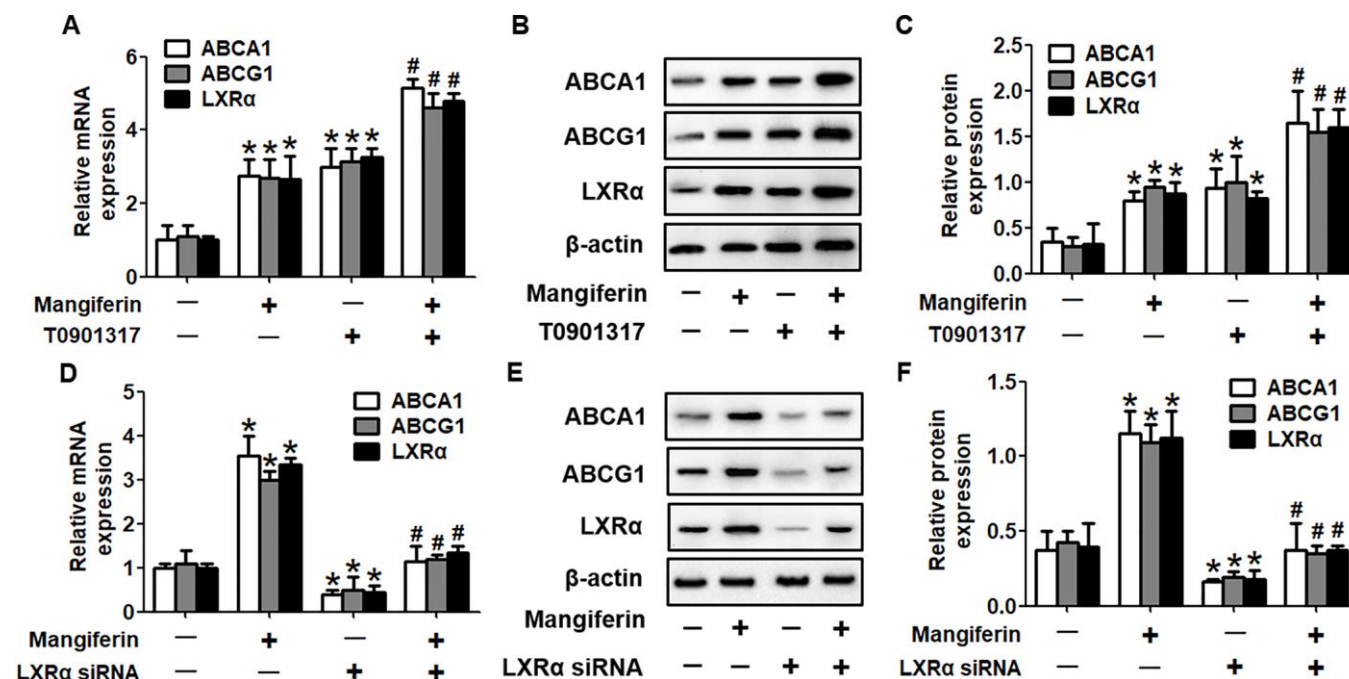 A
ABCA1
ABCG1
LXRα
Relative mRNA
expression
6
4
2
0
* * *
* * *
# # #
Mangiferin — + — +
T0901317 — — + +
B
ABCA1
ABCG1
LXRα
β-actin
Mangiferin — + — +
T0901317 — — + +
C
ABCA1
ABCG1
LXRα
Relative protein
expression
2.5
2.0
1.5
1.0
0.5
0.0
* * *
* * *
# # #
Mangiferin — + — +
T0901317 — — + +
D
ABCA1
ABCG1
LXRα
Relative mRNA
expression
5
4
3
2
1
0
* * *
* * *
# # #
Mangiferin — + — +
LXRα siRNA — — + +
E
ABCA1
ABCG1
LXRα
β-actin
Mangiferin — + — +
LXRα siRNA — — + +
F
ABCA1
ABCG1
LXRα
Relative protein
expression
1.5
1.0
0.5
0.0
* * *
* * *
# # #
Mangiferin — + — +
LXRα siRNA — — + +